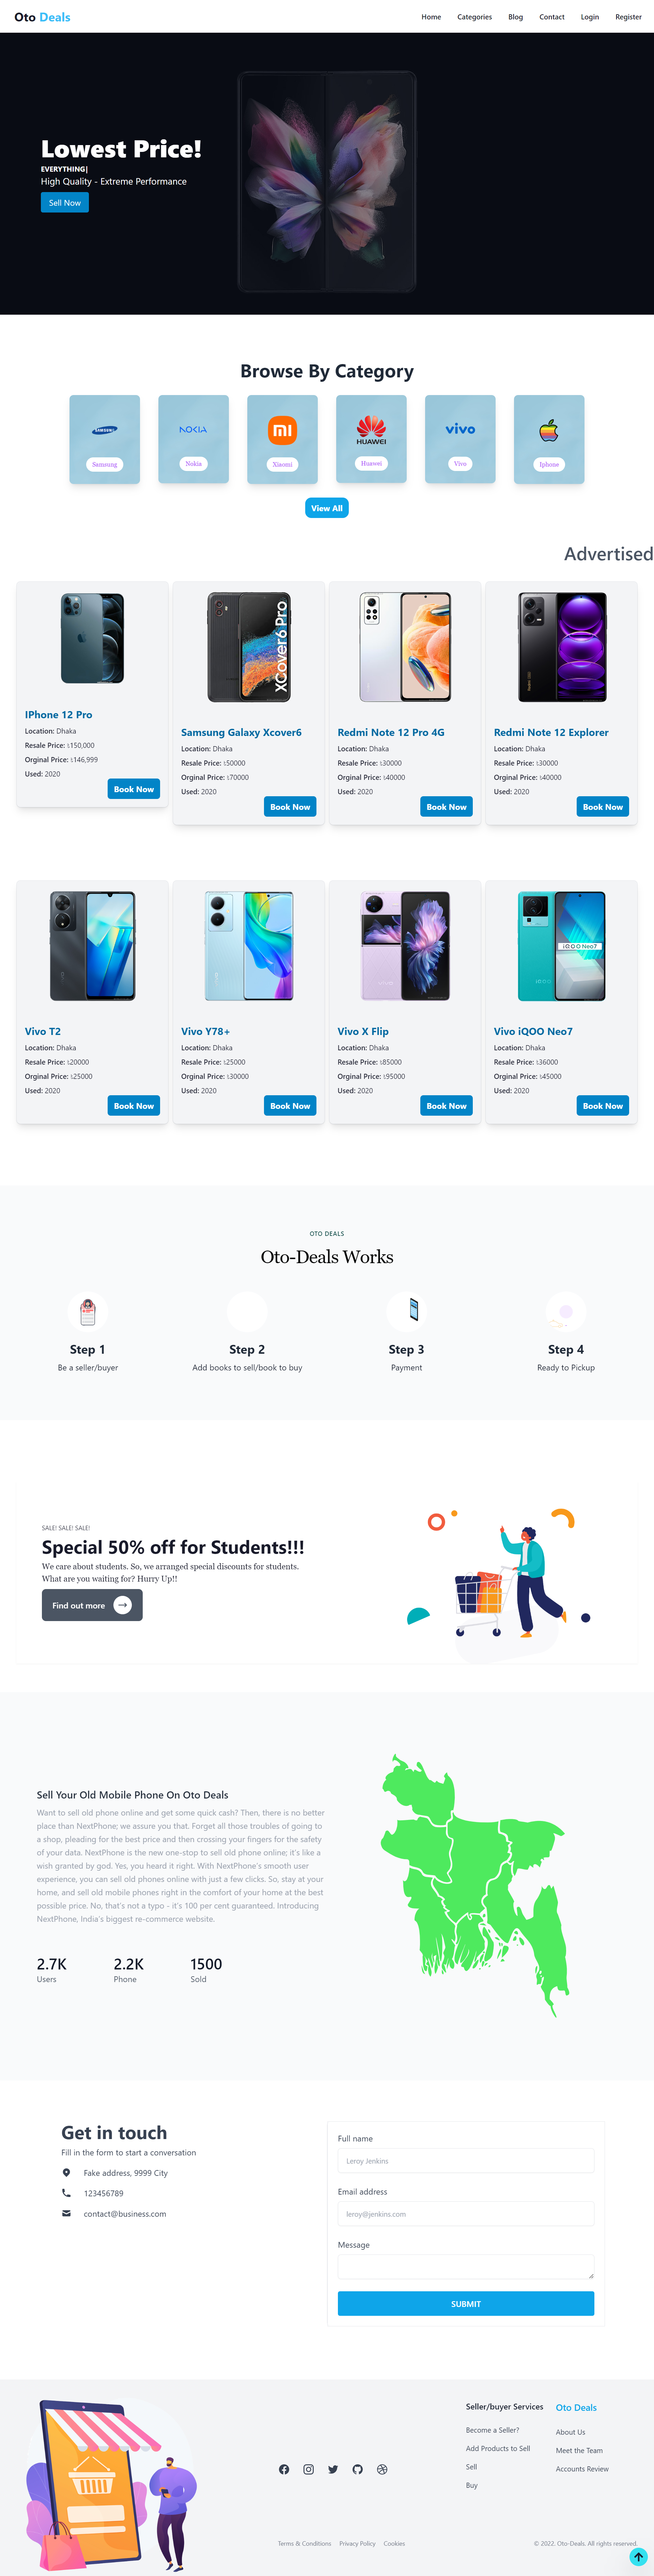 Oto Deals
Home Categories Blog Contact Login Register
Lowest Price!
EVERYTHING|
High Quality - Extreme Performance
Sell Now
Browse By Category
SAMSUNG
NOKIA
mi
HUAWEI
vivo
Samsung
Nokia
Xiaomi
Huawei
Vivo
Iphone
View All
Advertised
XCover6 Pro
IPhone 12 Pro
Location: Dhaka
Resale Price: ৳150,000
Orginal Price: ৳146,999
Used: 2020
Book Now
Samsung Galaxy Xcover6
Location: Dhaka
Resale Price: ৳50000
Orginal Price: ৳70000
Used: 2020
Book Now
Redmi Note 12 Pro 4G
Location: Dhaka
Resale Price: ৳30000
Orginal Price: ৳40000
Used: 2020
Book Now
Redmi Note 12 Explorer
Location: Dhaka
Resale Price: ৳30000
Orginal Price: ৳40000
Used: 2020
Book Now
Vivo T2
Location: Dhaka
Resale Price: ৳20000
Orginal Price: ৳25000
Used: 2020
Book Now
Vivo Y78+
Location: Dhaka
Resale Price: ৳25000
Orginal Price: ৳30000
Used: 2020
Book Now
Vivo X Flip
Location: Dhaka
Resale Price: ৳85000
Orginal Price: ৳95000
Used: 2020
Book Now
iQOO Neo7
Vivo iQOO Neo7
Location: Dhaka
Resale Price: ৳36000
Orginal Price: ৳45000
Used: 2020
Book Now
OTO DEALS
Oto-Deals Works
Step 1
Be a seller/buyer
Step 2
Add books to sell/book to buy
Step 3
Payment
Step 4
Ready to Pickup
SALE! SALE! SALE!
Special 50% off for Students!!!
We care about students. So, we arranged special discounts for students.
What are you waiting for? Hurry Up!!
Find out more
Sell Your Old Mobile Phone On Oto Deals
Want to sell old phone online and get some quick cash? Then, there is no better
place than NextPhone; we assure you that. Forget all those troubles of going to
a shop, pleading for the best price and then crossing your fingers for the safety
of your data. NextPhone is the new one-stop to sell old phone online; it's like a
wish granted by god. Yes, you heard it right. With NextPhone's smooth user
experience, you can sell old phones online with just a few clicks. So, stay at your
home, and sell old mobile phones right in the comfort of your home at the best
possible price. No, that's not a typo - it's 100 per cent guaranteed. Introducing
NextPhone, India's biggest re-commerce website.
2.7K
Users
2.2K
Phone
1500
Sold
Get in touch
Fill in the form to start a conversation
Fake address, 9999 City
123456789
contact@business.com
Full name
Leroy Jenkins
Email address
leroy@jenkins.com
Message
SUBMIT
Seller/buyer Services
Become a Seller?
Add Products to Sell
Sell
Buy
Oto Deals
About Us
Meet the Team
Accounts Review
Terms & Conditions Privacy Policy Cookies
© 2022. Oto-Deals. All rights reserved.